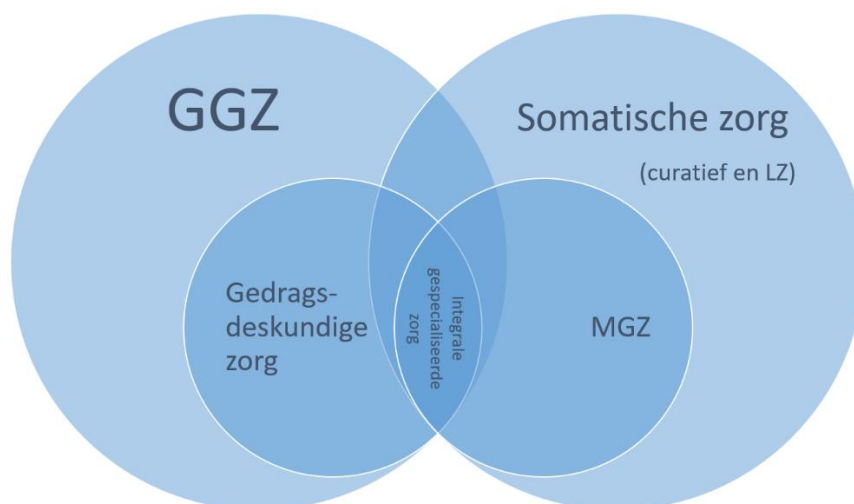 GGZ
Somatische zorg
(curatief en LZ)
Gedrags-
deskundige
zorg
Integrale
gespecialiseerde
zorg
MGZ